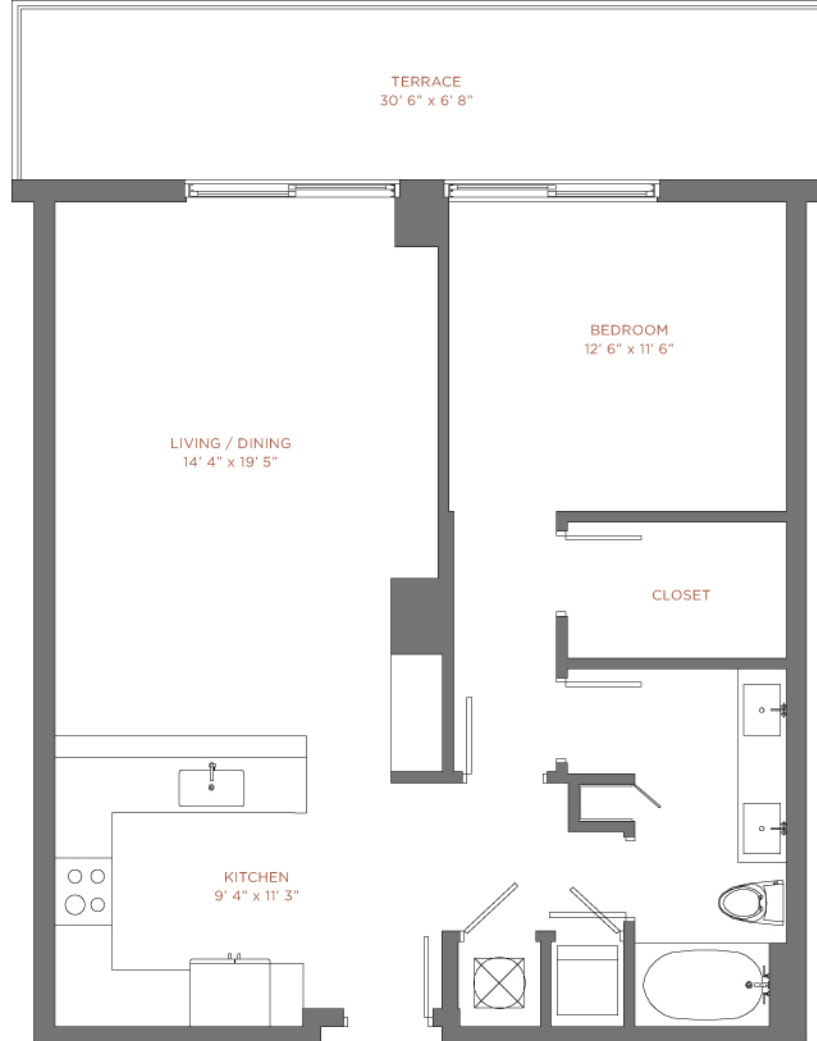 TERRACE
30' 6" x 6' 8"
BEDROOM
12' 6" x 11' 6"
LIVING / DINING
14' 4" x 19' 5"
CLOSET
KITCHEN
9' 4" x 11' 3"